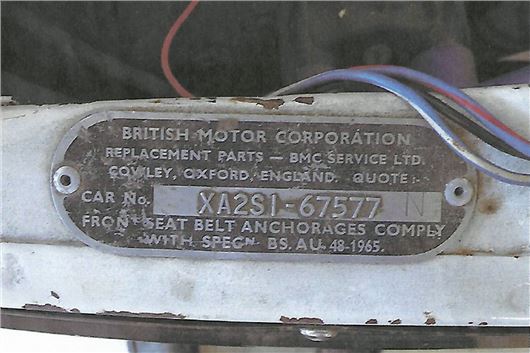 BRITISH MOTOR CORPORATION
REPLACEMENT PARTS — BMC SERVICE LTD.
COWLEY, OXFORD, ENGLAND. QUOTE:-
CAR No. XA2S1-67577 N
FRONT SEAT BELT ANCHORAGES COMPLY
WITH SPECN BS. AU. 48-1965.